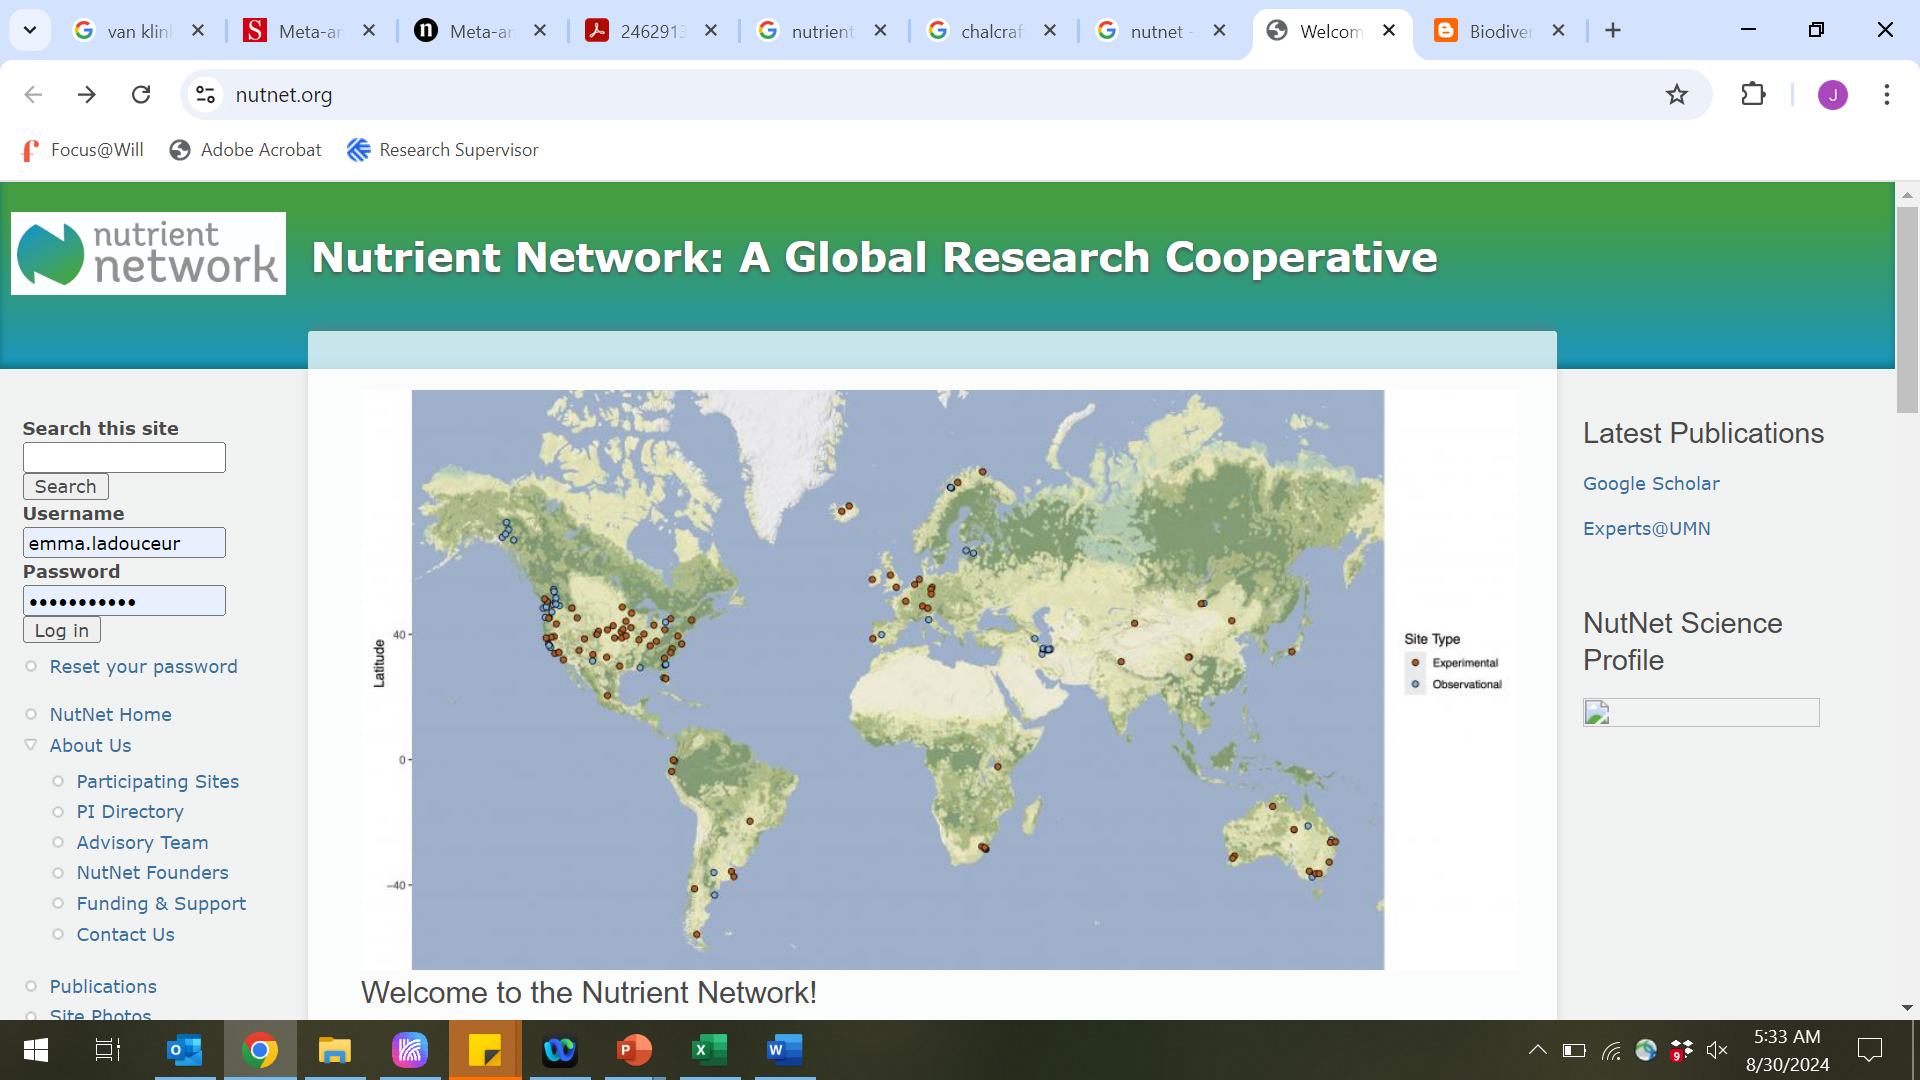 van klin
Meta-ar
Meta-ar
2462913
nutrient
chalcraf
nutnet -
Welcom
Biodiver
nutnet.org
J
Focus@Will
Adobe Acrobat
Research Supervisor
nutrient
network
Nutrient Network: A Global Research Cooperative
Search this site
Search
Username
emma.ladouceur
Password
•••••••••••
Log in
Reset your password
NutNet Home
About Us
Participating Sites
PI Directory
Advisory Team
NutNet Founders
Funding & Support
Contact Us
Publications
Site Photos
Latitude
40
0
−40
Site Type
Experimental
Observational
Welcome to the Nutrient Network!
Latest Publications
Google Scholar
Experts@UMN
NutNet Science
Profile
9
5:33 AM
8/30/2024